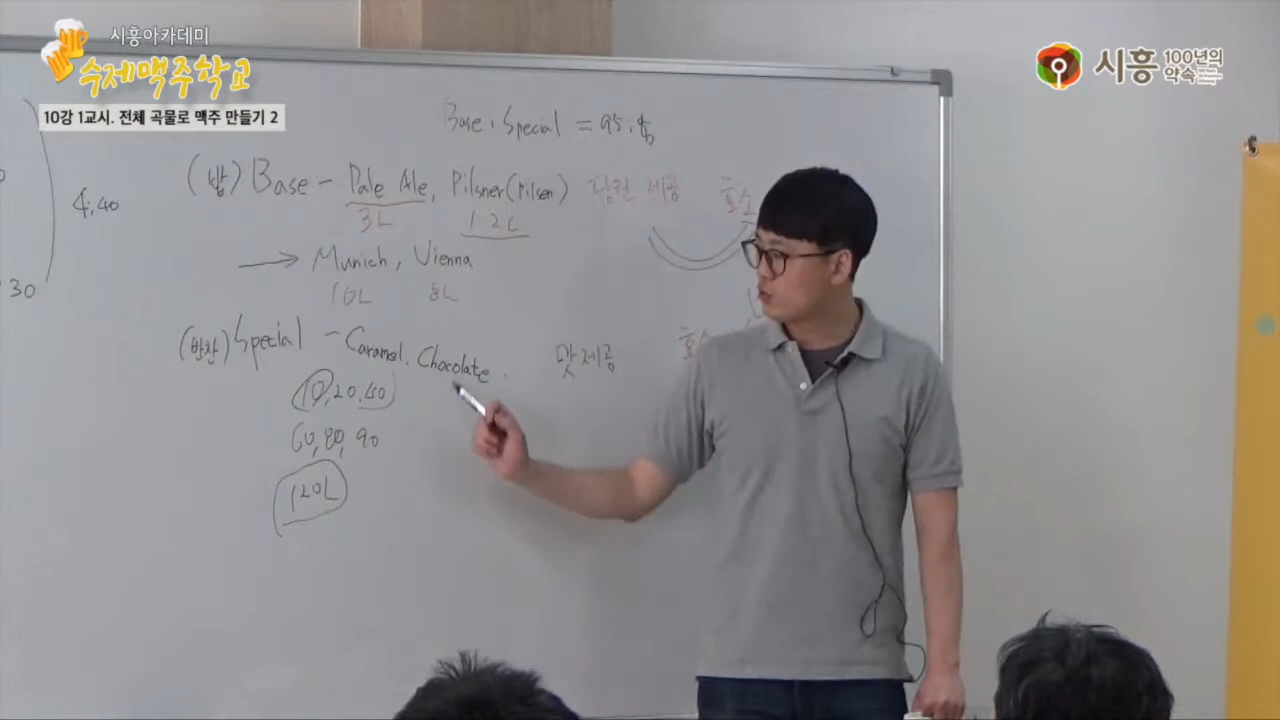 시흥아카데미
수제맥주학교
10강 1교시. 전체 곡물로 맥주 만들기 2
시흥 100년의 약속
Base : Special = 95 : 5
4,40
30
(밥) Base - Pale Ale, Pilsner(Pilsen) 당원 제공 효소
3L 1.2L
→ Munich, Vienna
10L 8L
(반찬) Special - Caramel. Chocolate. 맛제공 효소
10, 20, 40
60, 80, 90
120L